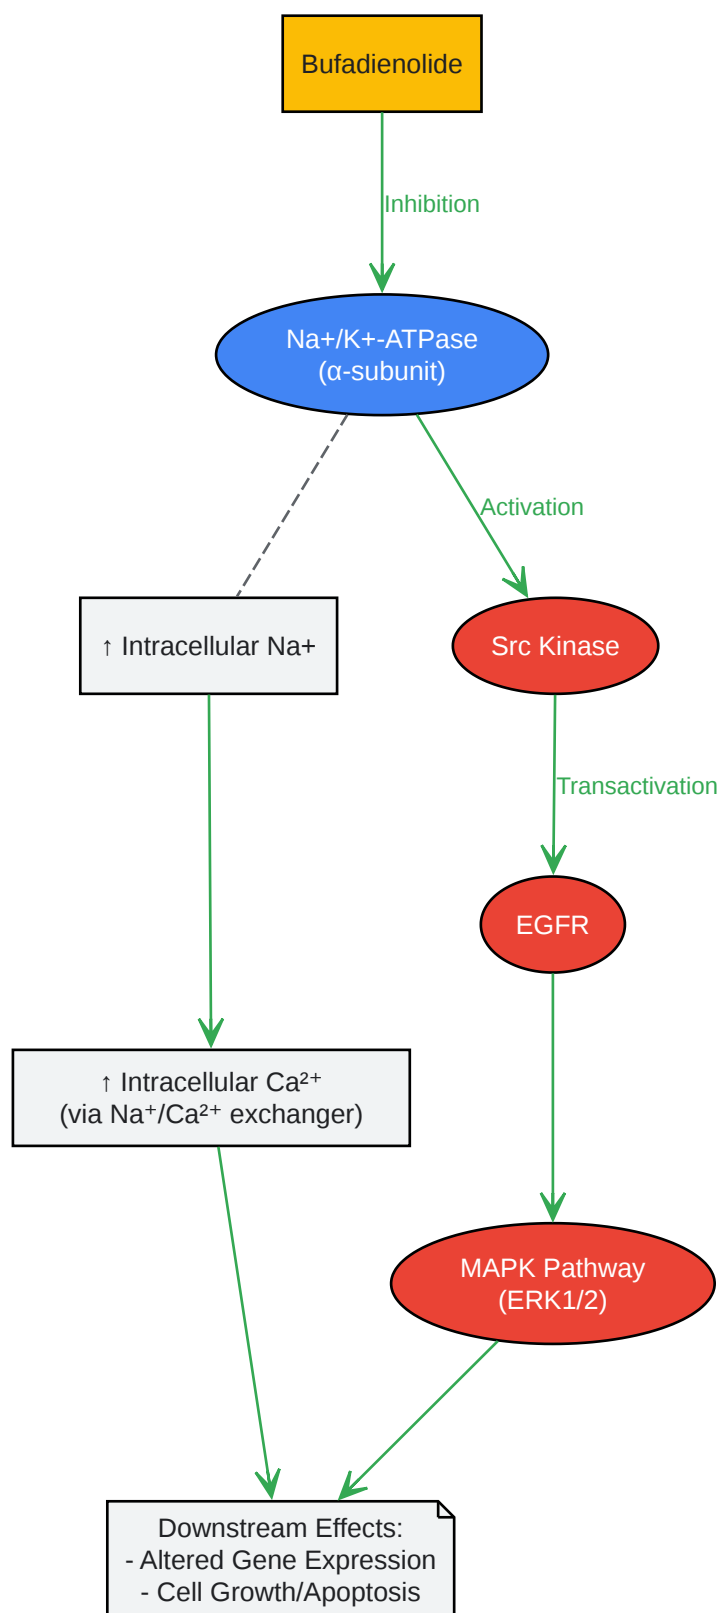 Bufadienolide
Inhibition
Na+/K+-ATPase
(α-subunit)
Activation
↑ Intracellular Na+
Src Kinase
Transactivation
EGFR
↑ Intracellular Ca²⁺
(via Na⁺/Ca²⁺ exchanger)
MAPK Pathway
(ERK1/2)
Downstream Effects:
- Altered Gene Expression
- Cell Growth/Apoptosis